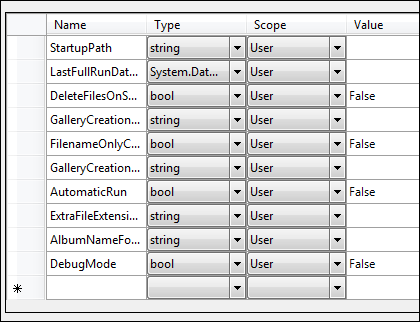 Name Type Scope Value
StartupPath string User
LastFullRunDat... System.Dat... User
DeleteFilesOnS... bool User False
GalleryCreation... string User
FilenameOnlyC... bool User False
GalleryCreation... string User
AutomaticRun bool User False
ExtraFileExtensi... string User
AlbumNameFo... string User
DebugMode bool User False
*